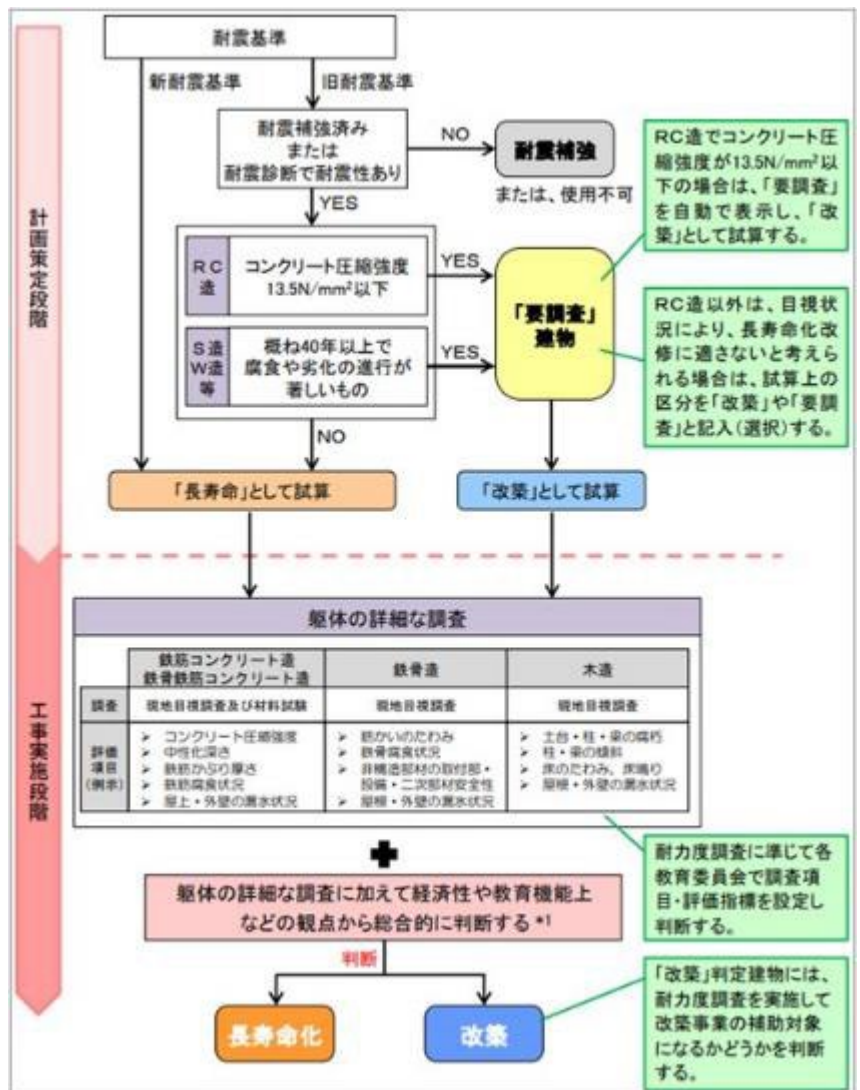 耐震基準
新耐震基準
旧耐震基準
耐震補強済み
または
耐震診断で耐震性あり
NO
耐震補強
または、使用不可
YES
RC
造
コンクリート圧縮強度
13.5N/mm²以下
YES
S造
W造
等
概ね40年以上で
腐食や劣化の進行が
著しいもの
YES
「要調査」
建物
NO
「長寿命」として試算
「改築」として試算
RC造でコンクリート圧
縮強度が13.5N/mm²以
下の場合は、「要調査」
を自動で表示し、「改
築」として試算する。
RC造以外は、目視状
況により、長寿命化改
修に適さないと考えら
れる場合は、試算上の
区分を「改築」や「要調
査」と記入(選択)する。
計画策定段階
工事実施段階
躯体の詳細な調査
鉄筋コンクリート造
鉄骨鉄筋コンクリート造
鉄骨造
木造
調査
現地目視調査及び材料試験
現地目視調査
現地目視調査
評価
項目
(例示)
➢ コンクリート圧縮強度
➢ 中性化深さ
➢ 鉄筋かぶり厚さ
➢ 鉄筋腐食状況
➢ 屋上・外壁の漏水状況
➢ 筋かいのたわみ
➢ 鉄骨腐食状況
➢ 非構造部材の取付部・
設備・二次部材安全性
➢ 屋根・外壁の漏水状況
➢ 土台・柱・梁の腐朽
➢ 柱・梁の傾斜
➢ 床のたわみ、床鳴り
➢ 屋根・外壁の漏水状況
躯体の詳細な調査に加えて経済性や教育機能上
などの観点から総合的に判断する *1
判断
長寿命化
改築
耐力度調査に準じて各
教育委員会で調査項
目・評価指標を設定し
判断する。
「改築」判定建物には、
耐力度調査を実施して
改築事業の補助対象
になるかどうかを判断
する。